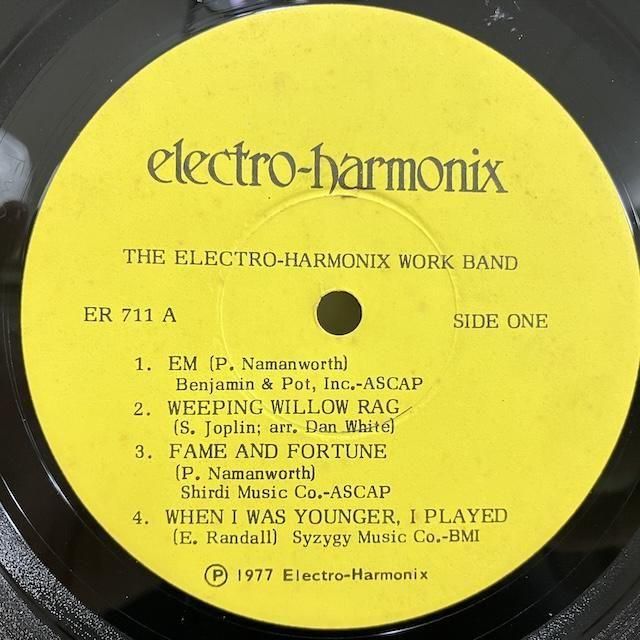 electro-harmonix
THE ELECTRO-HARMONIX WORK BAND
ER 711 A
SIDE ONE
1. EM (P. Namanworth)
Benjamin & Pot, Inc.-ASCAP
2. WEEPING WILLOW RAG
(S. Joplin; arr. Dan White)
3. FAME AND FORTUNE
(P. Namanworth)
Shirdi Music Co.-ASCAP
4. WHEN I WAS YOUNGER, I PLAYED
(E. Randall) Syzygy Music Co.-BMI
Ⓟ 1977 Electro-Harmonix